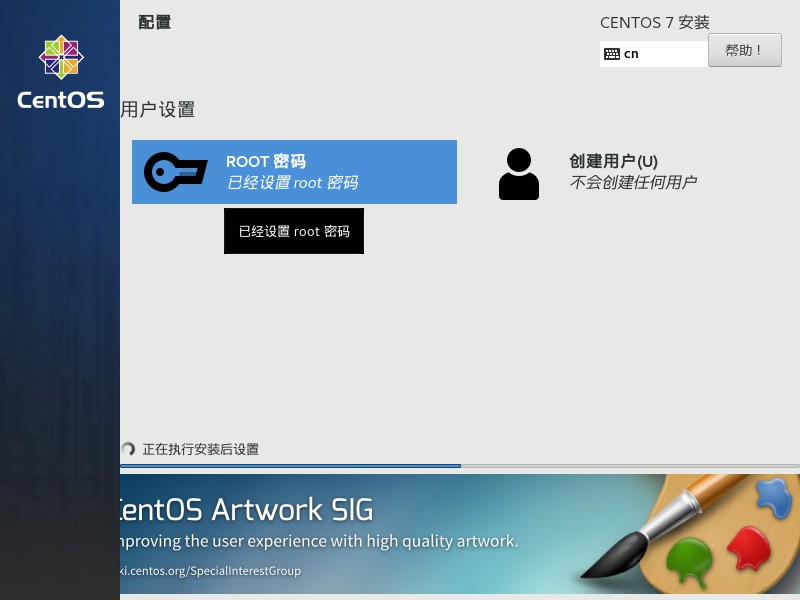 配置
CENTOS 7 安装
cn
帮助！
CentOS
用户设置
ROOT 密码
已经设置 root 密码
创建用户(U)
不会创建任何用户
已经设置 root 密码
正在执行安装后设置
entOS Artwork SIG
proving the user experience with high quality artwork.
ki.centos.org/SpecialInterestGroup